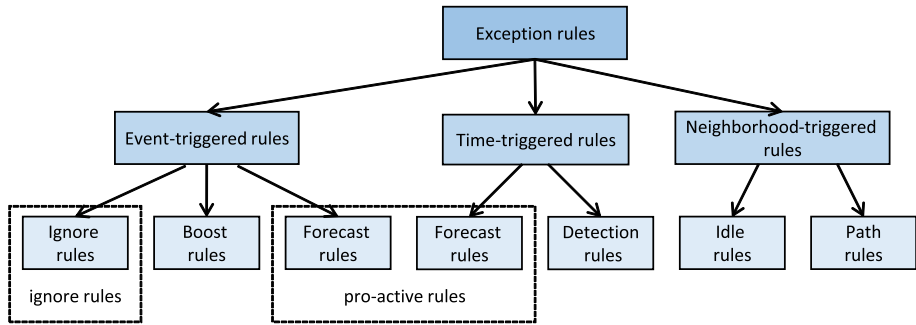 Exception rules
Event-triggered rules
Time-triggered rules
Neighborhood-triggered
rules
Ignore
rules
Boost
rules
Forecast
rules
Forecast
rules
Detection
rules
Idle
rules
Path
rules
ignore rules
pro-active rules